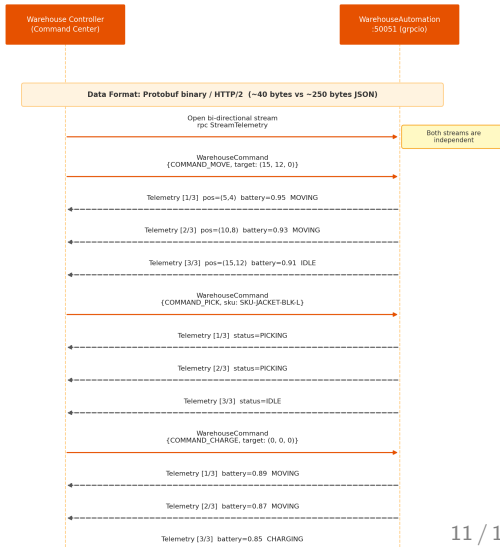 Warehouse Controller
(Command Center)
WarehouseAutomation
:50051 (grpclo)
Data Format: Protobuf binary / HTTP/2 (~40 bytes vs ~250 bytes JSON)
Open bi-directional stream
rpc StreamTelemetry
Both streams are
independent
WarehouseCommand
{COMMAND_MOVE, target: (15, 12, 0)}
Telemetry [1/3] pos=(5,4) battery=0.95 MOVING
Telemetry [2/3] pos=(10,8) battery=0.93 MOVING
Telemetry [3/3] pos=(15,12) battery=0.91 IDLE
WarehouseCommand
{COMMAND_PICK, sku: SKU-JACKET-BLK-L}
Telemetry [1/3] status=PICKING
Telemetry [2/3] status=PICKING
Telemetry [3/3] status=IDLE
WarehouseCommand
{COMMAND_CHARGE, target: (0, 0, 0)}
Telemetry [1/3] battery=0.89 MOVING
Telemetry [2/3] battery=0.87 MOVING
Telemetry [3/3] battery=0.85 CHARGING
11 / 1